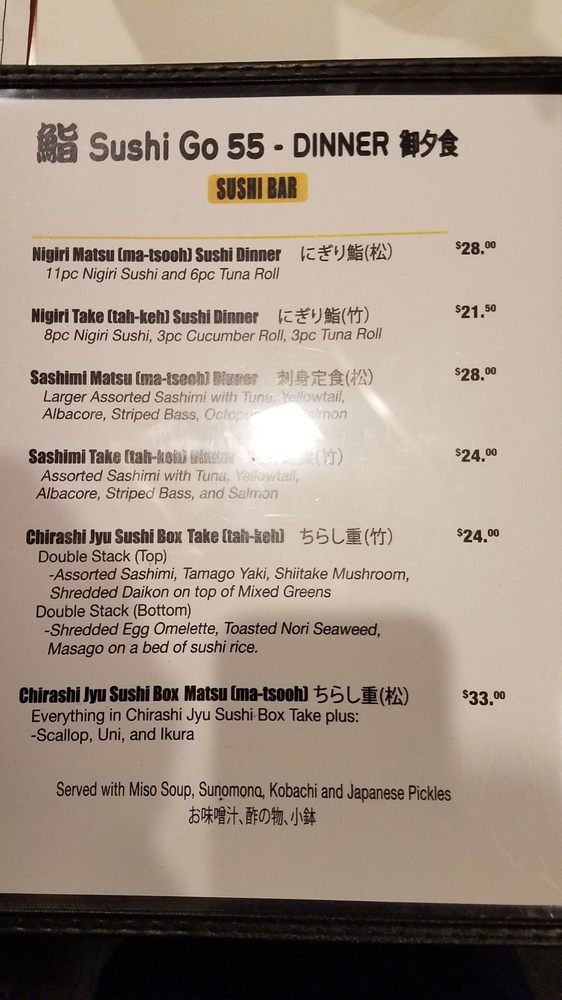 鮨 Sushi Go 55 - DINNER 御夕食
SUSHI BAR
Nigiri Matsu (ma-tsooh) Sushi Dinner にぎり鮨(松) $28.00
11pc Nigiri Sushi and 6pc Tuna Roll
Nigiri Take (tah-keh) Sushi Dinner にぎり鮨(竹) $21.50
8pc Nigiri Sushi, 3pc Cucumber Roll, 3pc Tuna Roll
Sashimi Matsu (ma-tsooh) Dinner 刺身定食(松) $28.00
Larger Assorted Sashimi with Tuna, Yellowtail,
Albacore, Striped Bass, Salmon
Sashimi Take (tah-keh) Dinner 食(竹) $24.00
Assorted Sashimi with Tuna, Yellowtail,
Albacore, Striped Bass, and Salmon
Chirashi Jyu Sushi Box Take (tah-keh) ちらし重(竹) $24.00
Double Stack (Top)
-Assorted Sashimi, Tamago Yaki, Shiitake Mushroom,
Shredded Daikon on top of Mixed Greens
Double Stack (Bottom)
-Shredded Egg Omelette, Toasted Nori Seaweed,
Masago on a bed of sushi rice.
Chirashi Jyu Sushi Box Matsu (ma-tsooh) ちらし重(松) $33.00
Everything in Chirashi Jyu Sushi Box Take plus:
-Scallop, Uni, and Ikura
Served with Miso Soup, Sunomono, Kobachi and Japanese Pickles
お味噌汁、酢の物、小鉢